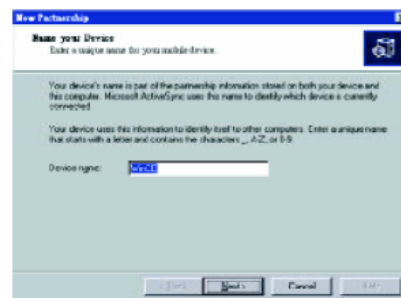 New Partnership
Name your Device
Enter a unique name for your mobile device.
Your device's name is part of the partnership information stored on both your device and
this computer. Microsoft ActiveSync uses this name to identify which device is currently
connected.
Your device uses this information to identify itself to other computers. Enter a unique name
that starts with a letter and contains the characters _, A-Z, or 0-9.
Device name:
WinCE
< Back
Next >
Cancel
Help